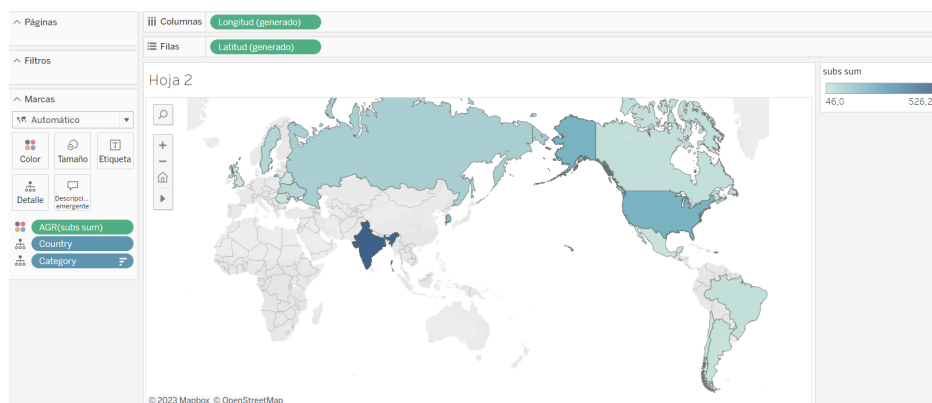 Páginas
Filtros
Marcas
Automático
Color
Tamaño
Etiqueta
Detalle
Descripci...
emergente
AGR(subs sum)
Country
Category
Columnas
Longitud (generado)
Filas
Latitud (generado)
Hoja 2
© 2023 Mapbox © OpenStreetMap
subs sum
46,0
526,2